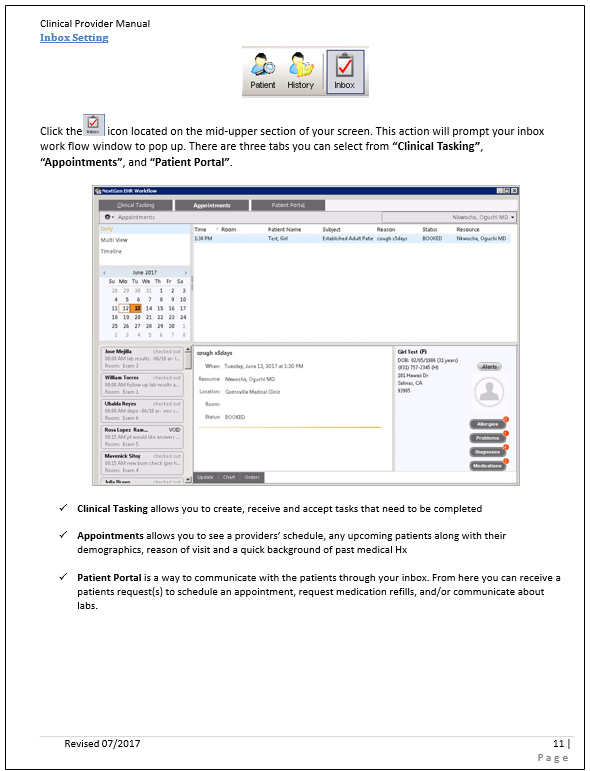 Clinical Provider Manual
Inbox Setting
Patient History Inbox
Click the Inbox icon located on the mid-upper section of your screen. This action will prompt your inbox
work flow window to pop up. There are three tabs you can select from “Clinical Tasking”,
“Appointments”, and “Patient Portal”.
NextGen EHR Workflow
Clinical Tasking Appointments Patient Portal
Appointments Nkwocha, Oguchi MD
Daily
Multi View
Timeline
Time Room Patient Name Subject Reason Status Resource
1:30 PM Test, Girl Established Adult Patie cough x5days BOOKED Nkwocha, Oguchi MD
June 2017
Su Mo Tu We Th Fr Sa
28 29 30 31 1 2 3
4 5 6 7 8 9 10
11 12 13 14 15 16 17
18 19 20 21 22 23 24
25 26 27 28 29 30 1
2 3 4 5 6 7 8
Jose Mejilla checked out
08:00 AM lab results - 06/10 ar- l...
Room: Exam 3
William Torres checked out
08:00 AM follow up lab results a...
Room: Exam 1
Ubalda Reyes checked out
08:00 AM depo -06/10 ar- rms c...
Room: Exam 6
Rosa Lopez Ram... VOID
08:15 AM pt would like answers ...
Room: Exam 5
Maverick Sitoy checked out
08:15 AM new born check (per h...
Room: Exam 4
Julia Bravo checked out
cough x5days
When: Tuesday, June 13, 2017 at 1:30 PM
Resource: Nkwocha, Oguchi MD
Location: Castroville Medical Clinic
Room:
Status: BOOKED
Update Chart Orders
Girl Test (F)
DOB: 02/05/1986 (31 years)
(831) 757-2345 (H)
101 Hawaii Dr
Salinas, CA
93905
Alerts
Allergies
Problems
Diagnoses
Medications
✓ Clinical Tasking allows you to create, receive and accept tasks that need to be completed
✓ Appointments allows you to see a providers’ schedule, any upcoming patients along with their
demographics, reason of visit and a quick background of past medical Hx
✓ Patient Portal is a way to communicate with the patients through your inbox. From here you can receive a
patients request(s) to schedule an appointment, request medication refills, and/or communicate about
labs.
Revised 07/2017 11 |
Page